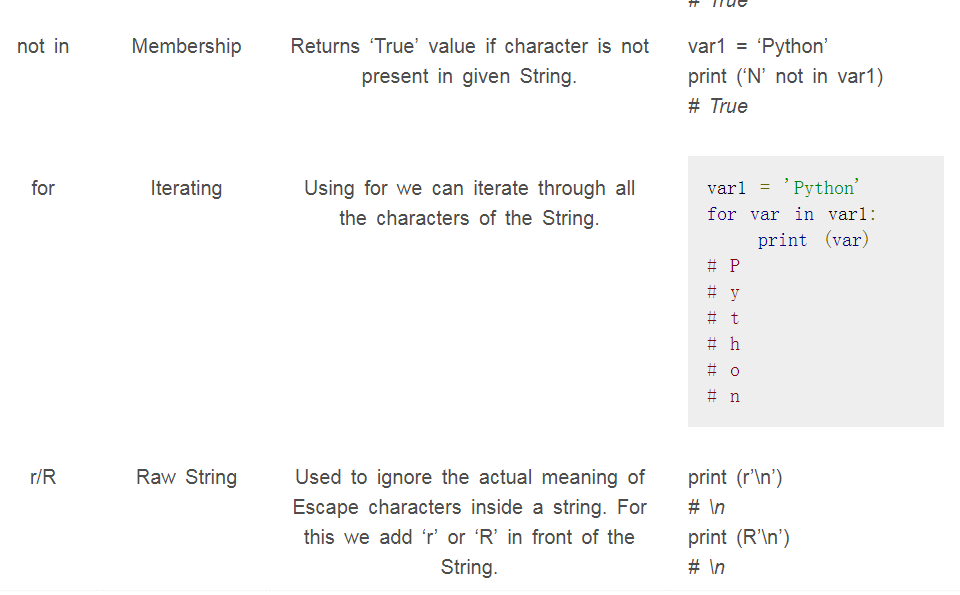 # True
not in
Membership
Returns ‘True’ value if character is not
present in given String.
var1 = ‘Python’
print (‘N’ not in var1)
# True
for
Iterating
Using for we can iterate through all
the characters of the String.
var1 = 'Python'
for var in var1:
print (var)
# P
# y
# t
# h
# o
# n
r/R
Raw String
Used to ignore the actual meaning of
Escape characters inside a string. For
this we add ‘r’ or ‘R’ in front of the
String.
print (r’\n’)
# \n
print (R’\n’)
# \n